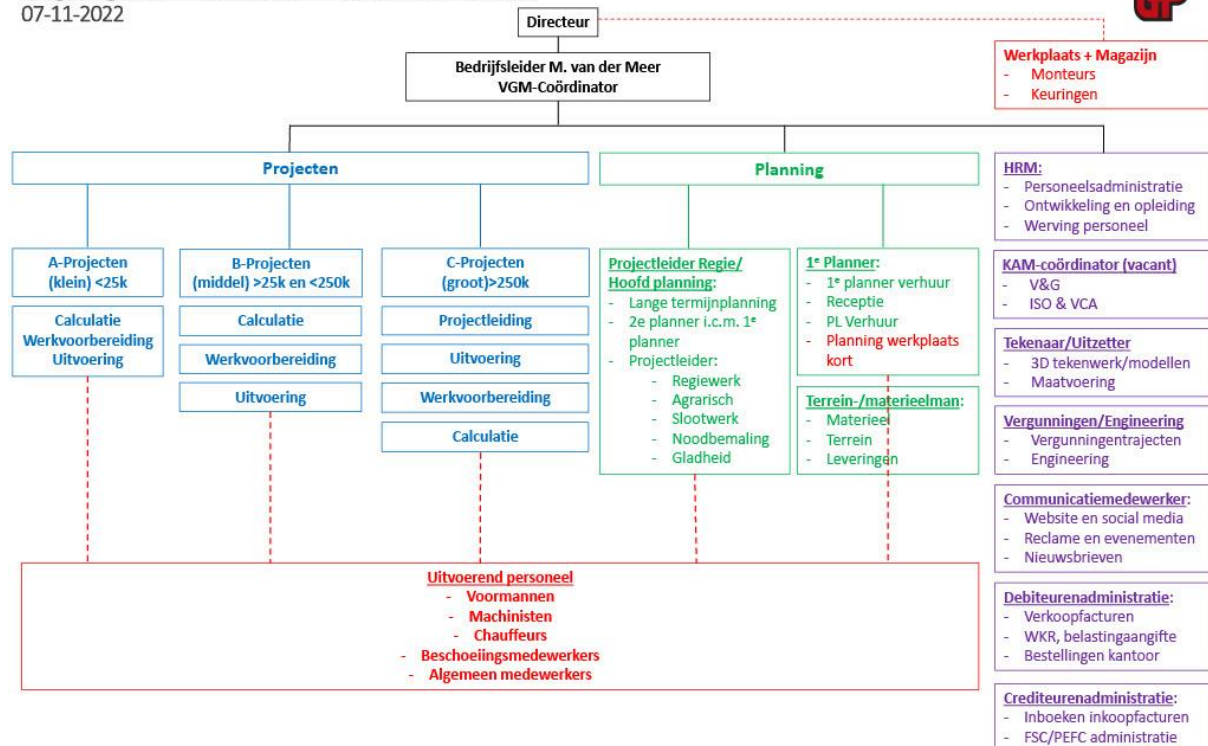 07-11-2022
GP
Directeur
Bedrijfsleider M. van der Meer
VGM-Coördinator
Werkplaats + Magazijn
- Monteurs
- Keuringen
Projecten
Planning
A-Projecten
(klein) <25k
Calculatie
Werkvoorbereiding
Uitvoering
B-Projecten
(middel) >25k en <250k
Calculatie
Werkvoorbereiding
Uitvoering
C-Projecten
(groot)>250k
Projectleiding
Uitvoering
Werkvoorbereiding
Calculatie
Projectleider Regie/
Hoofd planning:
- Lange termijnplanning
- 2e planner i.c.m. 1e
planner
- Projectleider:
- Regiewerk
- Agrarisch
- Slootwerk
- Noodbemaling
- Gladheid
1e Planner:
- 1e planner verhuur
- Receptie
- PL Verhuur
- Planning werkplaats
kort
Terrein-/materieelman:
- Materieel
- Terrein
- Leveringen
HRM:
- Personeelsadministratie
- Ontwikkeling en opleiding
- Werving personeel
KAM-coördinator (vacant)
- V&G
- ISO & VCA
Tekenaar/Uitzetter
- 3D tekenwerk/modellen
- Maatvoering
Vergunningen/Engineering
- Vergunningentrajecten
- Engineering
Communicatiemedewerker:
- Website en social media
- Reclame en evenementen
- Nieuwsbrieven
Debiteurenadministratie:
- Verkoopfacturen
- WKR, belastingaangifte
- Bestellingen kantoor
Crediteurenadministratie:
- Inboeken inkoopfacturen
- FSC/PEFC administratie
Uitvoerend personeel
- Voormannen
- Machinisten
- Chauffeurs
- Beschoeiingsmedewerkers
- Algemeen medewerkers